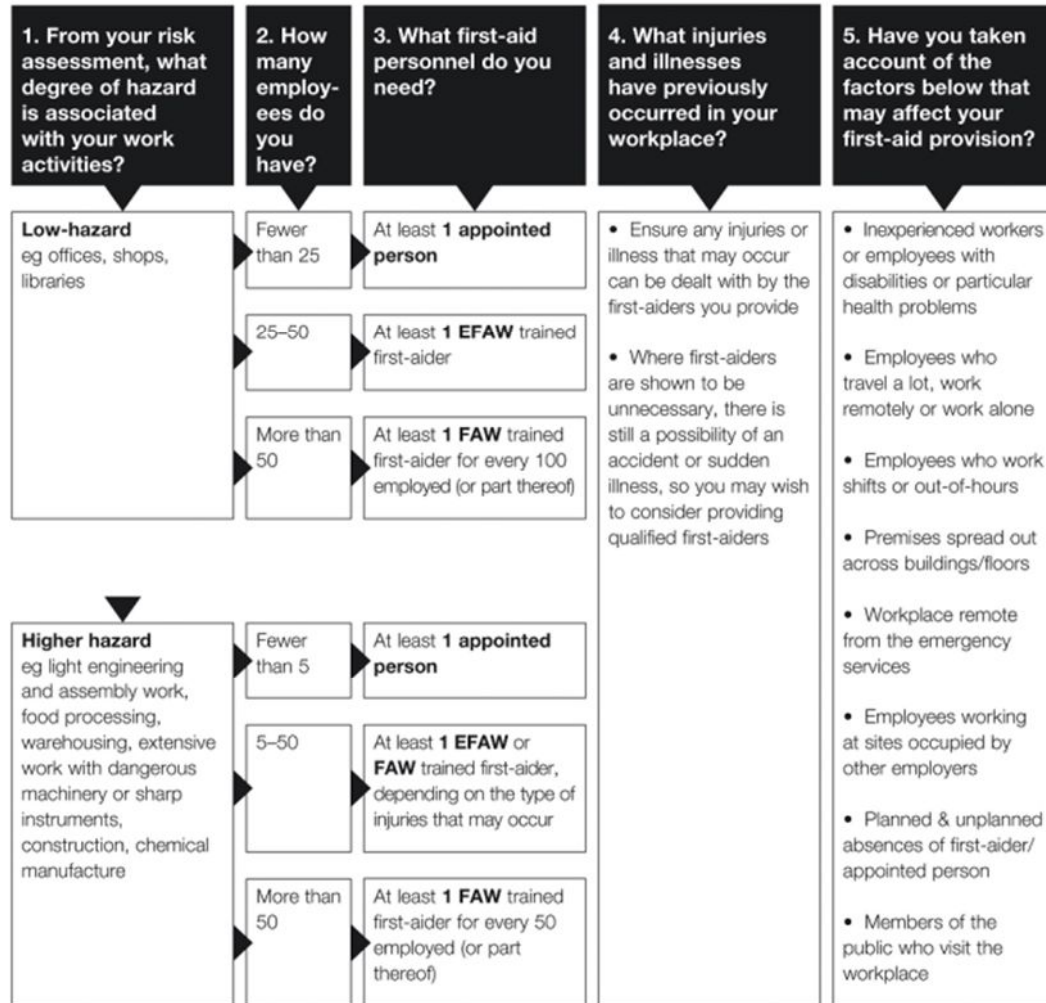 1. From your risk
assessment, what
degree of hazard
is associated
with your work
activities?
2. How
many
employ-
ees do
you
have?
3. What first-aid
personnel do you
need?
4. What injuries
and illnesses
have previously
occurred in your
workplace?
5. Have you taken
account of the
factors below that
may affect your
first-aid provision?
Low-hazard
eg offices, shops,
libraries
Fewer
than 25
At least 1 appointed
person
25–50
At least 1 EFAW trained
first-aider
More than
50
At least 1 FAW trained
first-aider for every 100
employed (or part thereof)
Higher hazard
eg light engineering
and assembly work,
food processing,
warehousing, extensive
work with dangerous
machinery or sharp
instruments,
construction, chemical
manufacture
Fewer
than 5
At least 1 appointed
person
5–50
At least 1 EFAW or
FAW trained first-aider,
depending on the type of
injuries that may occur
More than
50
At least 1 FAW trained
first-aider for every 50
employed (or part
thereof)
• Ensure any injuries or
illness that may occur
can be dealt with by the
first-aiders you provide
• Where first-aiders
are shown to be
unnecessary, there is
still a possibility of an
accident or sudden
illness, so you may wish
to consider providing
qualified first-aiders
• Inexperienced workers
or employees with
disabilities or particular
health problems
• Employees who
travel a lot, work
remotely or work alone
• Employees who work
shifts or out-of-hours
• Premises spread out
across buildings/floors
• Workplace remote
from the emergency
services
• Employees working
at sites occupied by
other employers
• Planned & unplanned
absences of first-aider/
appointed person
• Members of the
public who visit the
workplace